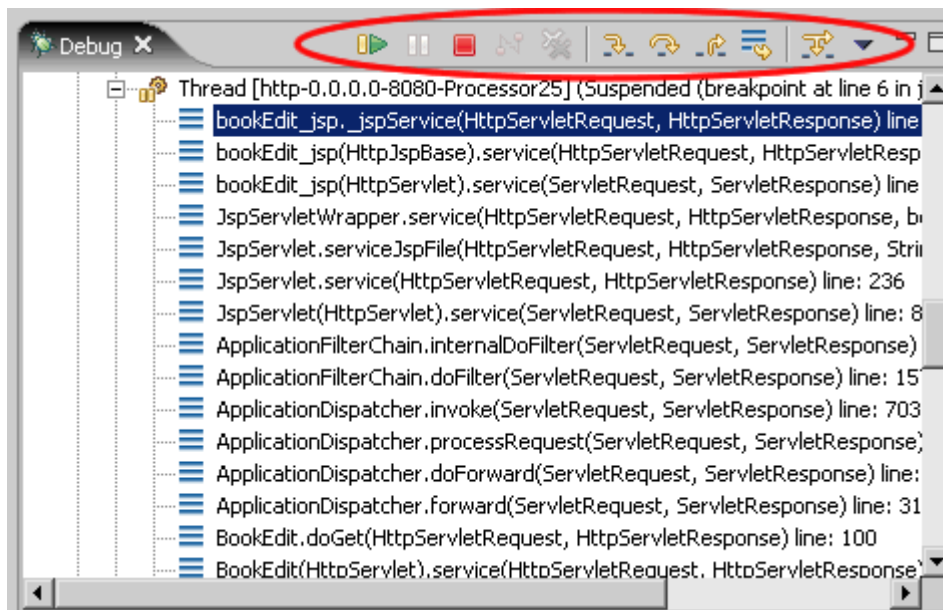 Debug
Thread [http-0.0.0.0-8080-Processor25] (Suspended (breakpoint at line 6 in j
bookEdit_jsp._jspService(HttpServletRequest, HttpServletResponse) line
bookEdit_jsp(HttpJspBase).service(HttpServletRequest, HttpServletResp
bookEdit_jsp(HttpServlet).service(ServletRequest, ServletResponse) line
JspServletWrapper.service(HttpServletRequest, HttpServletResponse, bo
JspServlet.serviceJspFile(HttpServletRequest, HttpServletResponse, Strin
JspServlet.service(HttpServletRequest, HttpServletResponse) line: 236
JspServlet(HttpServlet).service(ServletRequest, ServletResponse) line: 8
ApplicationFilterChain.internalDoFilter(ServletRequest, ServletResponse)
ApplicationFilterChain.doFilter(ServletRequest, ServletResponse) line: 157
ApplicationDispatcher.invoke(ServletRequest, ServletResponse) line: 703
ApplicationDispatcher.processRequest(ServletRequest, ServletResponse)
ApplicationDispatcher.doForward(ServletRequest, ServletResponse) line:
ApplicationDispatcher.forward(ServletRequest, ServletResponse) line: 31
BookEdit.doGet(HttpServletRequest, HttpServletResponse) line: 100
BookEdit(HttpServlet).service(HttpServletRequest, HttpServletResponse)